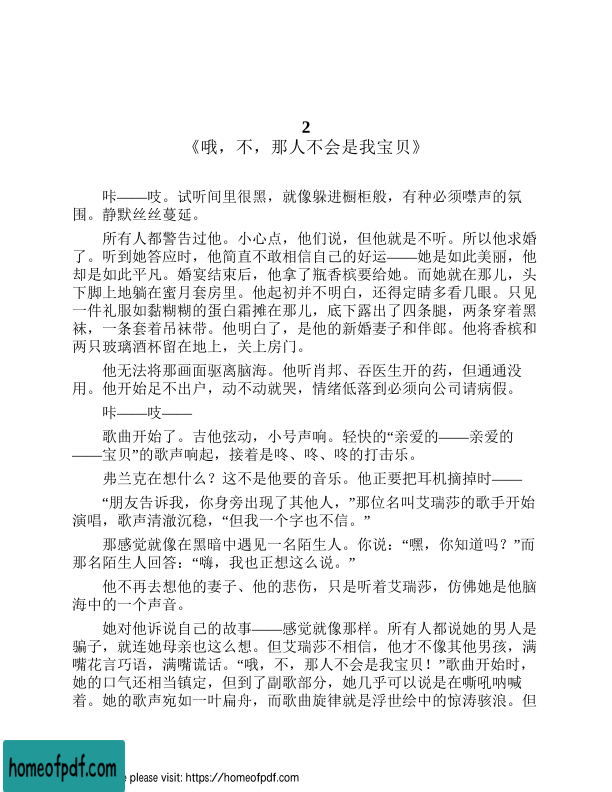 2
《哦，不，那人不会是我宝贝》
咔——吱。试听间里很黑，就像躲进橱柜般，有种必须噤声的氛
围。静默丝丝蔓延。
所有人都警告过他。小心点，他们说，但他就是不听。所以他求婚
了。听到她答应时，他简直不敢相信自己的好运——她是如此美丽，他
却是如此平凡。婚宴结束后，他拿了瓶香槟要给她。而她就在那儿，头
下脚上地躺在蜜月套房里。他起初并不明白，还得定睛多看几眼。只见
一件礼服如黏糊糊的蛋白霜摊在那儿，底下露出了四条腿，两条穿着黑
袜，一条套着吊袜带。他明白了，是他的新婚妻子和伴郎。他将香槟和
两只玻璃酒杯留在地上，关上房门。
他无法将那画面驱离脑海。他听肖邦、吞医生开的药，但通通没
用。他开始足不出户，动不动就哭，情绪低落到必须向公司请病假。
咔——吱——
歌曲开始了。吉他弦动，小号声响。轻快的“亲爱的——亲爱的
——宝贝”的歌声响起，接着是咚、咚、咚的打击乐。
弗兰克在想什么？这不是他要的音乐。他正要把耳机摘掉时——
“朋友告诉我，你身旁出现了其他人，”那位名叫艾瑞莎的歌手开始
演唱，歌声清澈沉稳，“但我一个字也不信。”
那感觉就像在黑暗中遇见一名陌生人。你说：“嘿，你知道吗？”而
那名陌生人回答：“嗨，我也正想这么说。”
他不再去想他的妻子、他的悲伤，只是听着艾瑞莎，仿佛她是他脑
海中的一个声音。
她对他诉说自己的故事——感觉就像那样。所有人都说她的男人是
骗子，就连她母亲也这么想。但艾瑞莎不相信，他才不像其他男孩，满
嘴花言巧语，满嘴谎话。“哦，不，那人不会是我宝贝！”歌曲开始时，
她的口气还相当镇定，但到了副歌部分，她几乎可以说是在嘶吼呐喊
着。她的歌声宛如一叶扁舟，而歌曲旋律就是浮世绘中的惊涛骇浪。但
homeofpdf.com
e please visit: https://homeofpdf.com